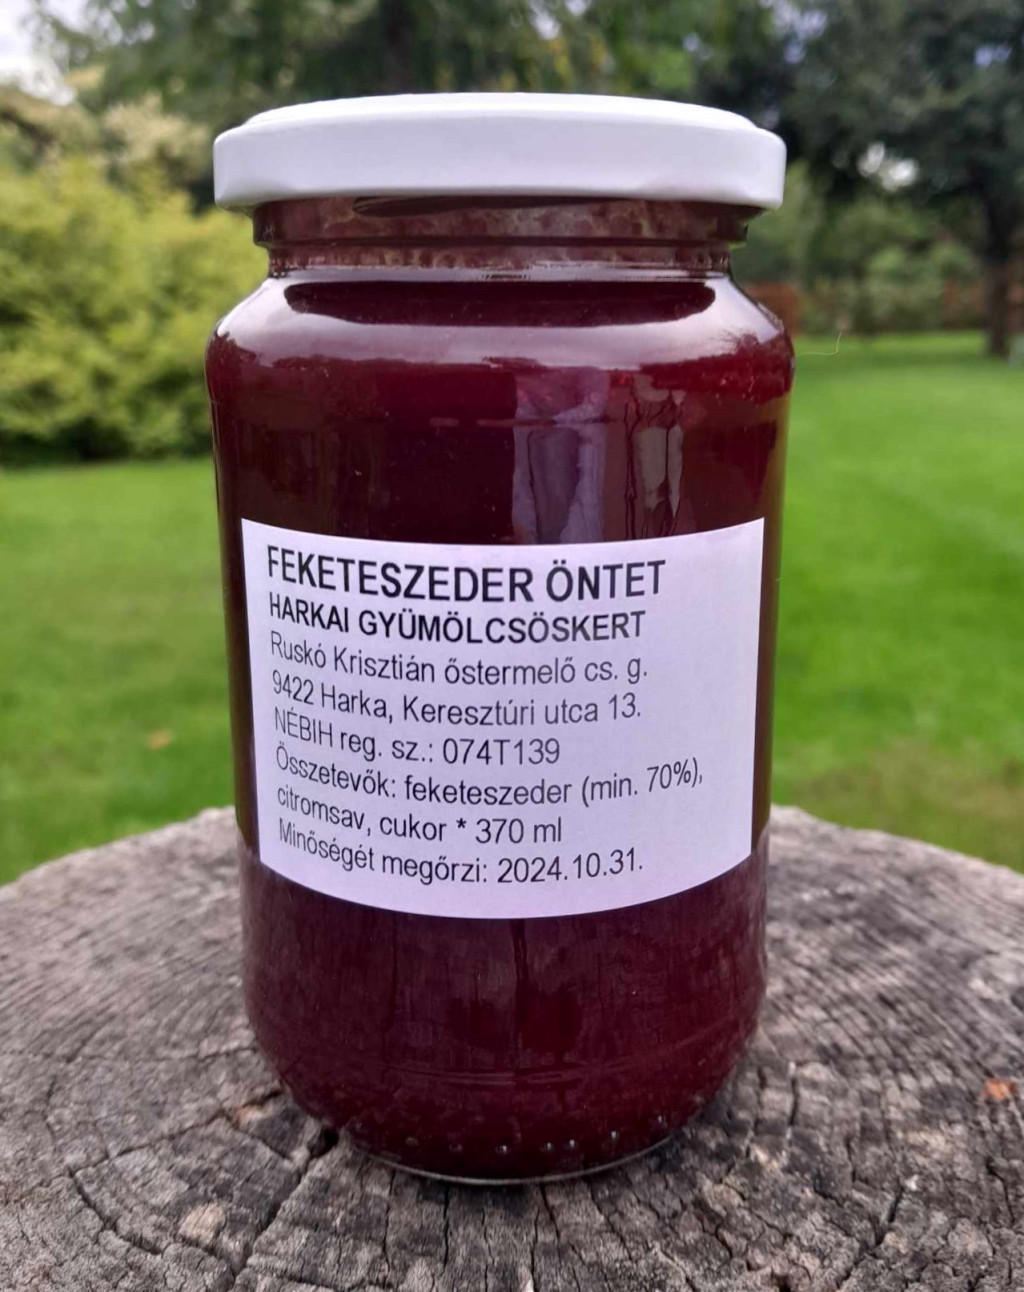 FEKETESZEDER ÖNTET
HARKAI GYÜMÖLCSÖSKERT
Ruskó Krisztián őstermelő cs. g.
9422 Harka, Keresztúri utca 13.
NÉBIH reg. sz.: 074T139
Összetevők: feketeszeder (min. 70%),
citromsav, cukor * 370 ml
Minőségét megőrzi: 2024.10.31.